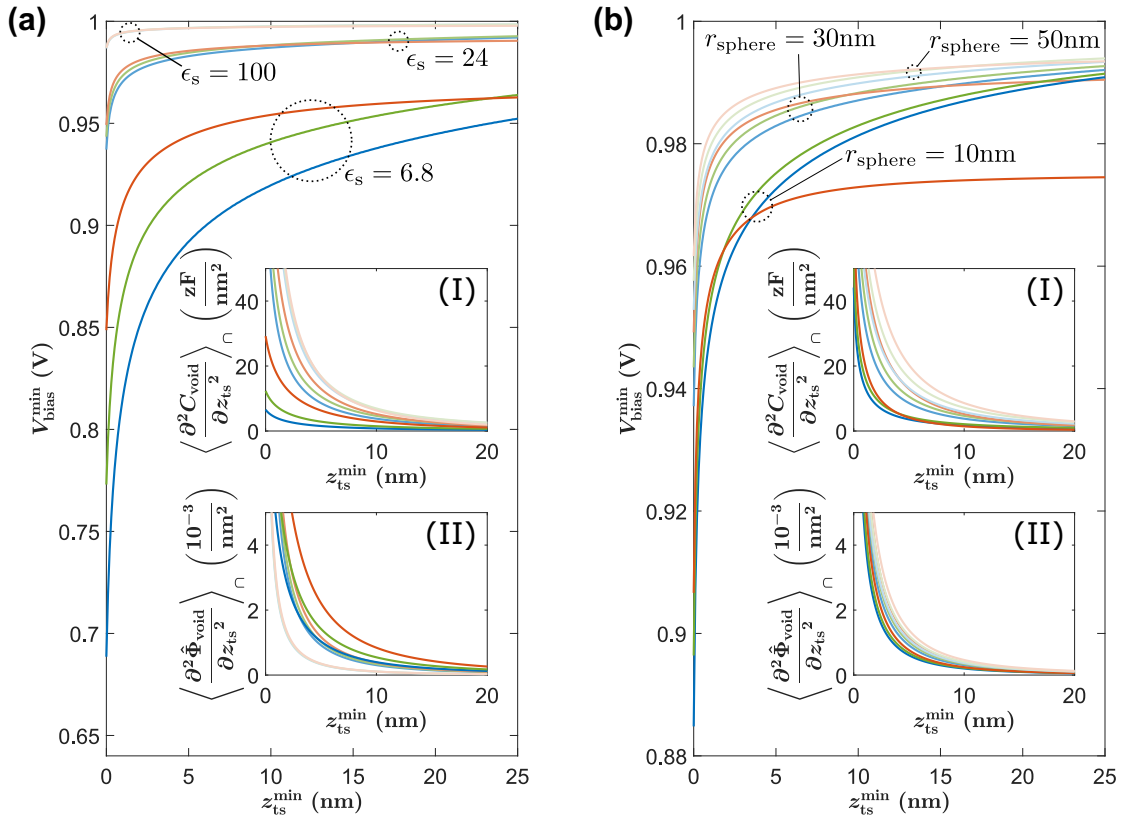 (a)
1
0.95
0.9
0.85
0.8
0.75
0.7
0.65
V_bias^min (V)
0 5 10 15 20 25
z_ts^min (nm)
ϵ_s = 100
ϵ_s = 24
ϵ_s = 6.8
(I)
⟨∂²C_void/∂z_ts²⟩_∩ (zF/nm²)
40
20
0
0 10 20
z_ts^min (nm)
(II)
⟨∂²Φ̂_void/∂z_ts²⟩_∩ (10⁻³/nm²)
4
2
0
0 10 20
z_ts^min (nm)
(b)
1
0.98
0.96
0.94
0.92
0.9
0.88
V_bias^min (V)
0 5 10 15 20 25
z_ts^min (nm)
r_sphere = 30nm
r_sphere = 50nm
r_sphere = 10nm
(I)
⟨∂²C_void/∂z_ts²⟩_∩ (zF/nm²)
40
20
0
0 5 10 15 20
z_ts^min (nm)
(II)
⟨∂²Φ̂_void/∂z_ts²⟩_∩ (10⁻³/nm²)
4
2
0
0 10 20
z_ts^min (nm)